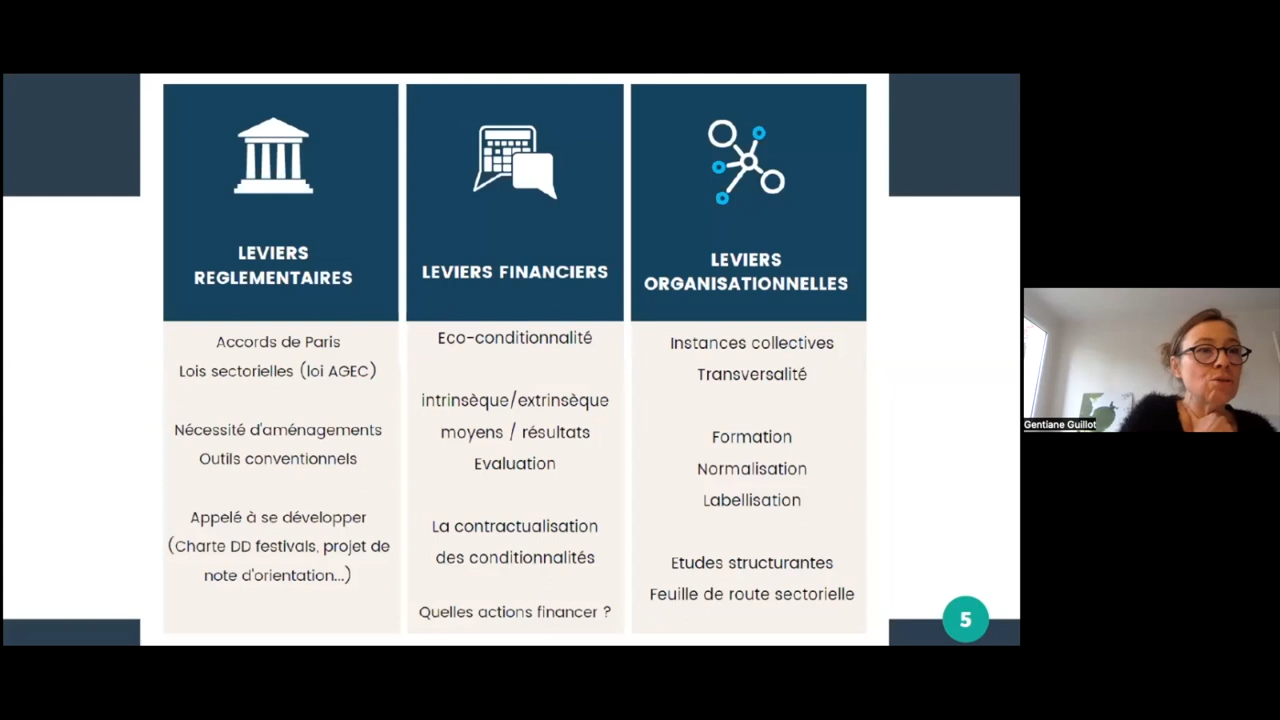 LEVIERS
REGLEMENTAIRES
Accords de Paris
Lois sectorielles (loi AGEC)
Nécessité d'aménagements
Outils conventionnels
Appelé à se développer
(Charte DD festivals, projet de
note d'orientation...)
LEVIERS FINANCIERS
Eco-conditionnalité
intrinsèque/extrinsèque
moyens / résultats
Evaluation
La contractualisation
des conditionnalités
Quelles actions financer ?
LEVIERS
ORGANISATIONNELLES
Instances collectives
Transversalité
Formation
Normalisation
Labellisation
Etudes structurantes
Feuille de route sectorielle
5
Gentiane Guillot